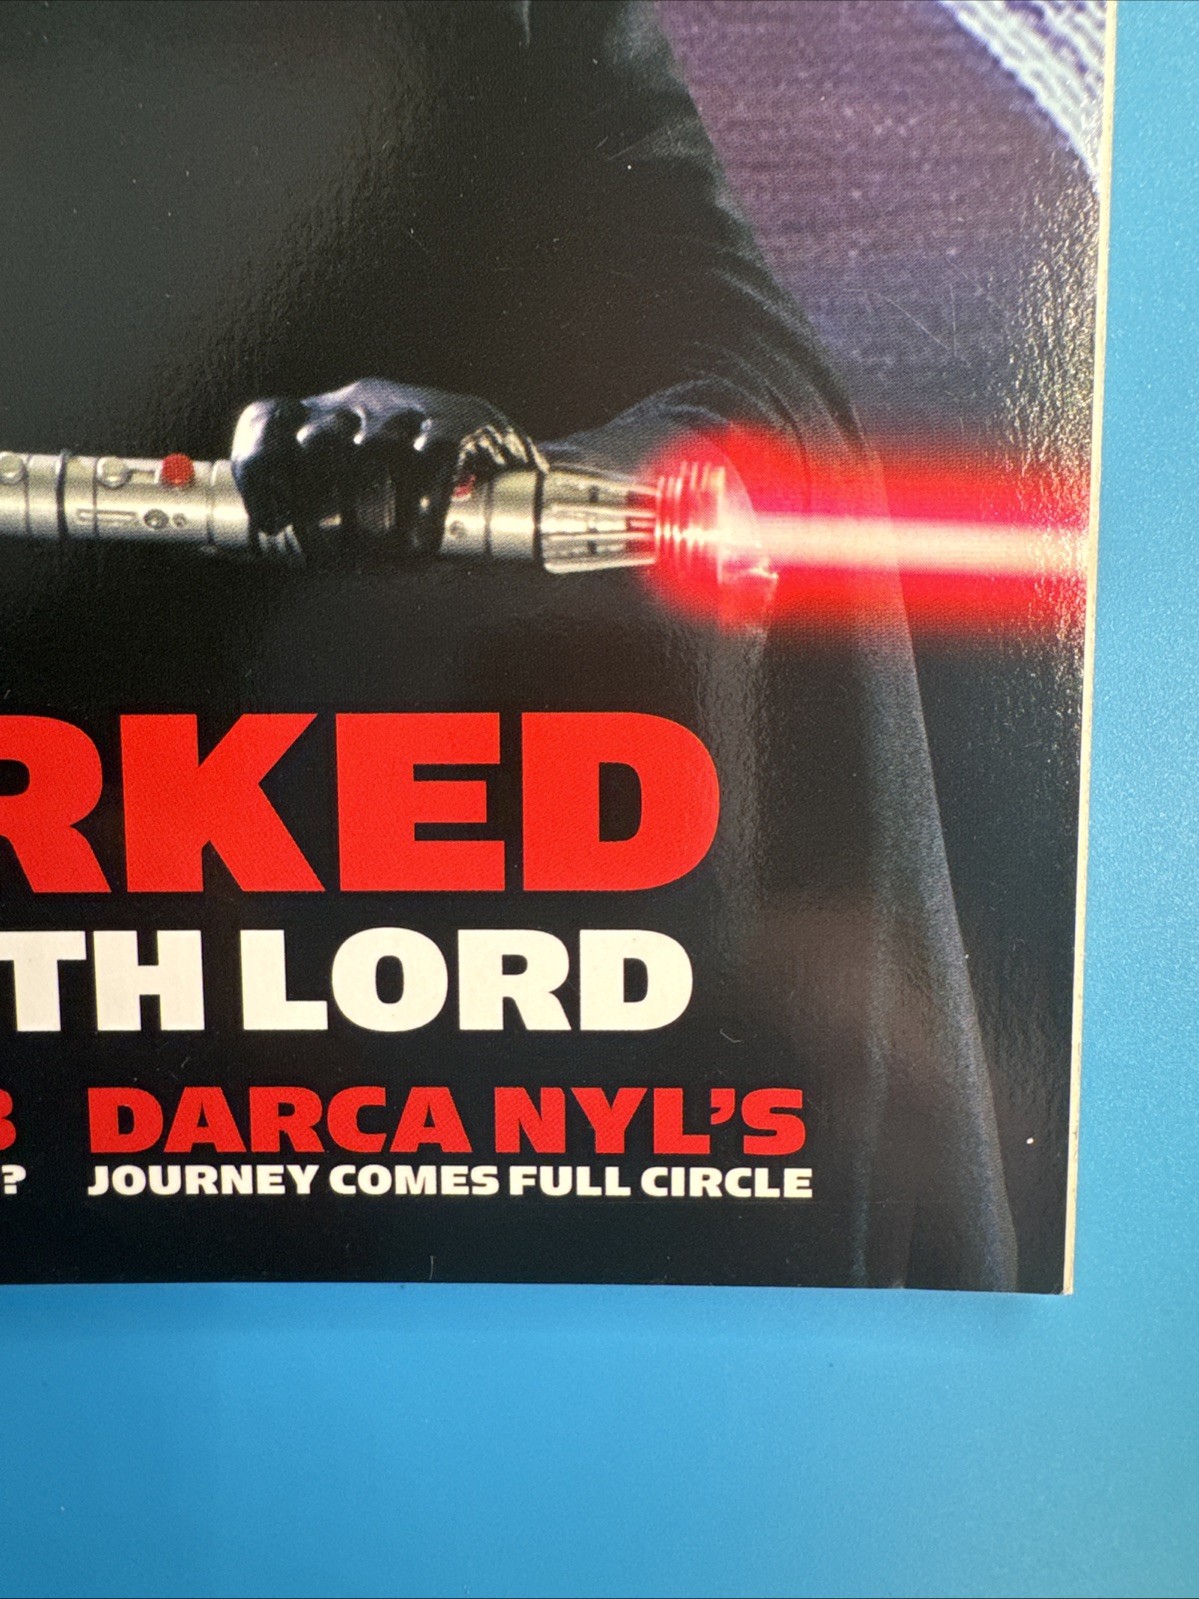 RKED
TH LORD
DARCA NYL'S
? JOURNEY COMES FULL CIRCLE